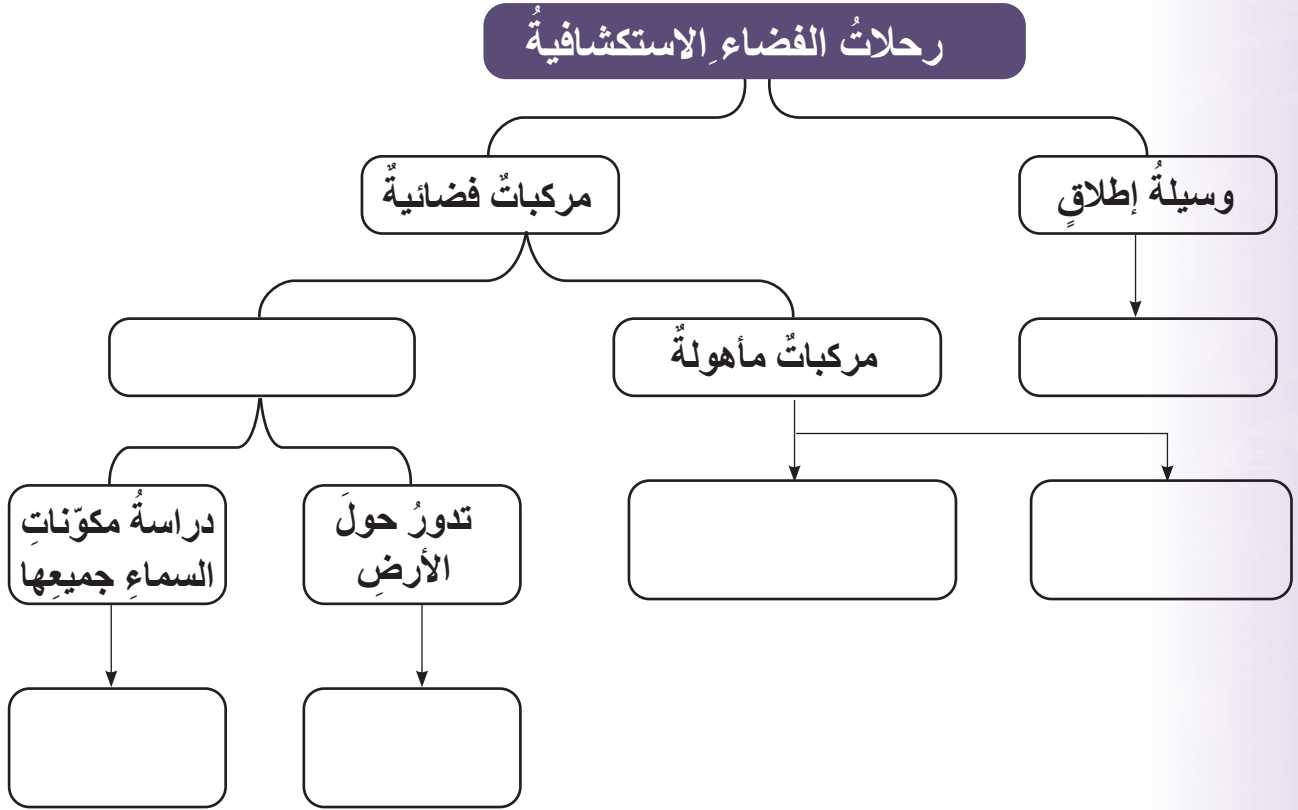 رحلاتُ الفضاءِ الاستكشافيةُ
وسيلةُ إطلاقٍ
مركباتٌ فضائيةٌ
مركباتٌ مأهولةٌ
تدورُ حولَ
الأرضِ
دراسةُ مكوّناتِ
السماءِ جميعِها